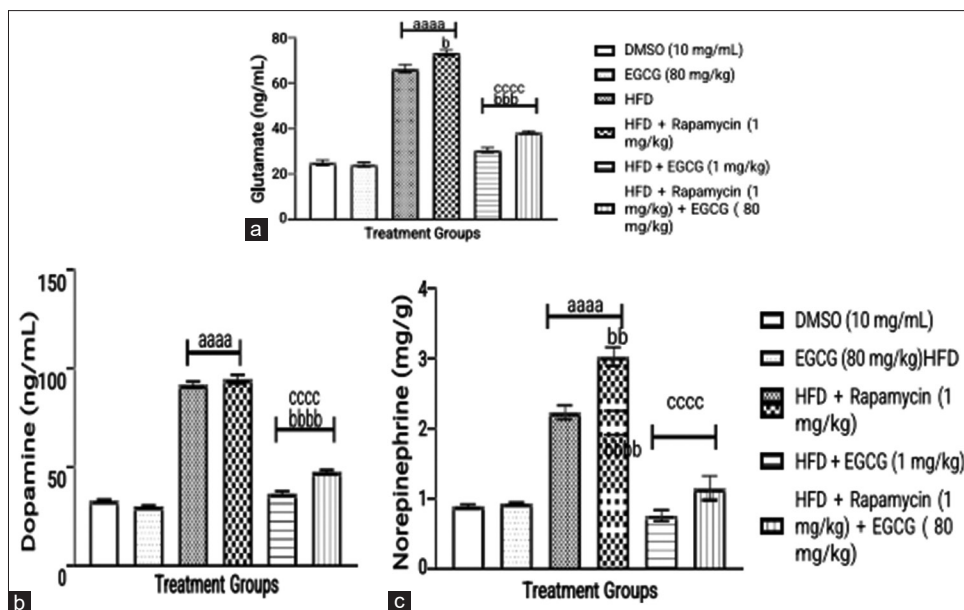 aaaa
b
cccc
bbb
80
60
40
20
0
Glutamate (ng/mL)
Treatment Groups
DMSO (10 mg/mL)
EGCG (80 mg/kg)
HFD
HFD + Rapamycin (1
mg/kg)
HFD + EGCG (1 mg/kg)
HFD + Rapamycin (1
mg/kg) + EGCG ( 80
mg/kg)
a
150
100
50
0
Dopamine (ng/mL)
aaaa
cccc
bbbb
Treatment Groups
b
4
3
2
1
0
Norepinephrine (mg/g)
aaaa
bb
bbbb
cccc
Treatment Groups
c
DMSO (10 mg/mL)
EGCG (80 mg/kg)HFD
HFD + Rapamycin (1
mg/kg)
HFD + EGCG (1 mg/kg)
HFD + Rapamycin (1
mg/kg) + EGCG ( 80
mg/kg)